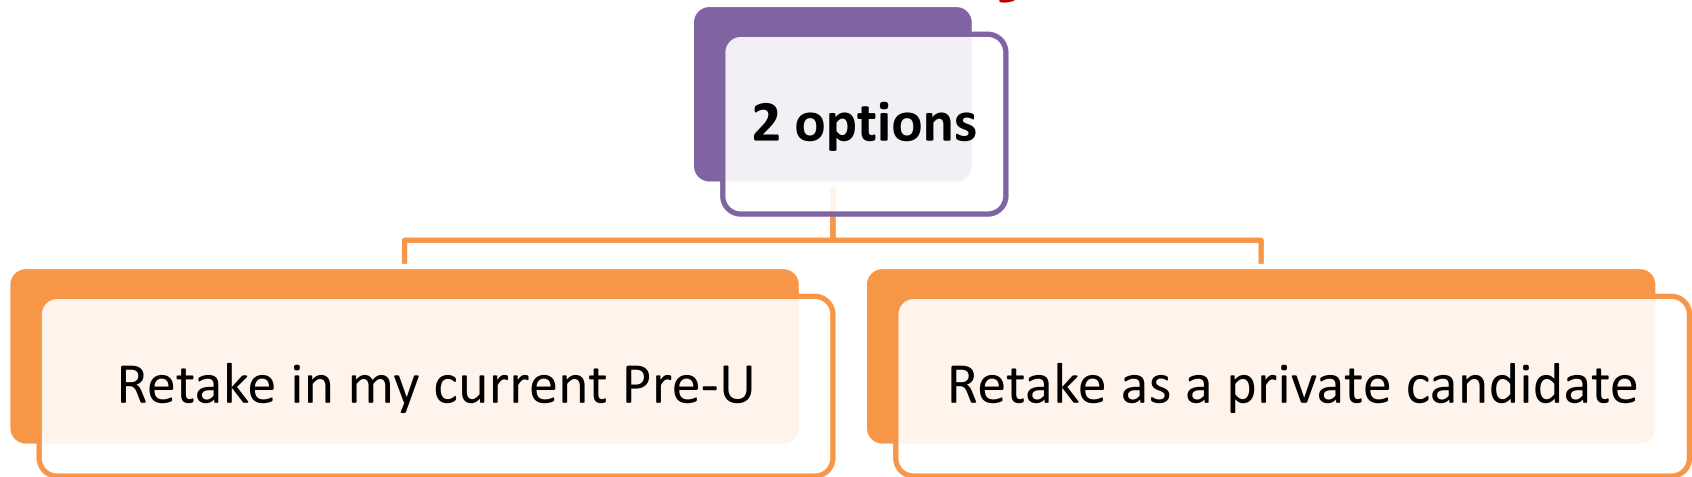 2 options
Retake in my current Pre-U
Retake as a private candidate